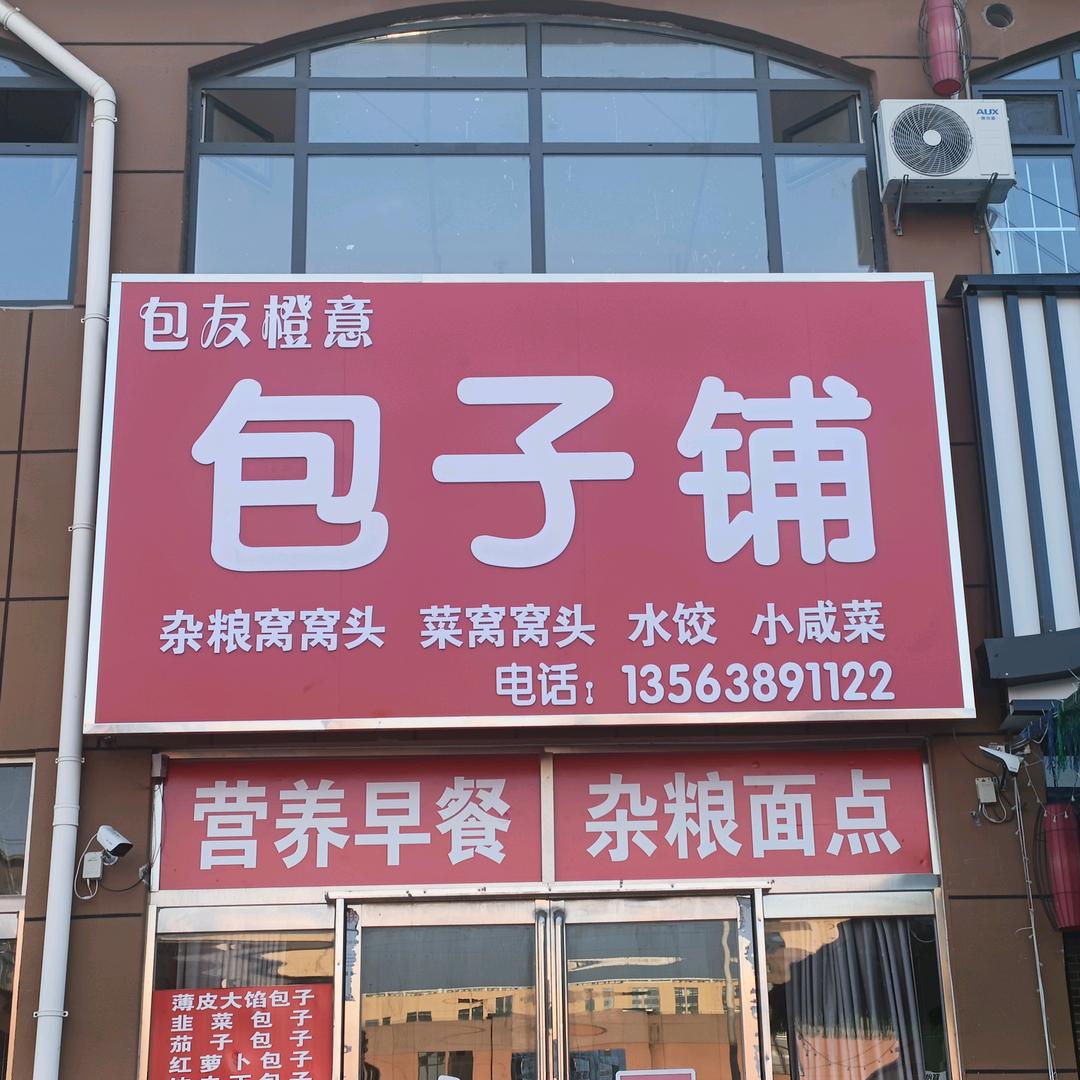 AUX
包友橙意
包子铺
杂粮窝窝头 菜窝窝头 水饺 小咸菜
电话：13563891122
营养早餐 杂粮面点
薄皮大馅包子
韭菜包子
茄子包子
红萝卜包子